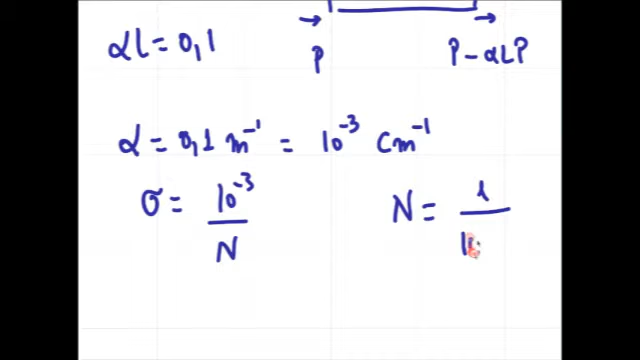 αl = 0,1
P
P - αLP
α = 0,1 m⁻¹ = 10⁻³ cm⁻¹
σ = 10⁻³ / N
N = 1 /